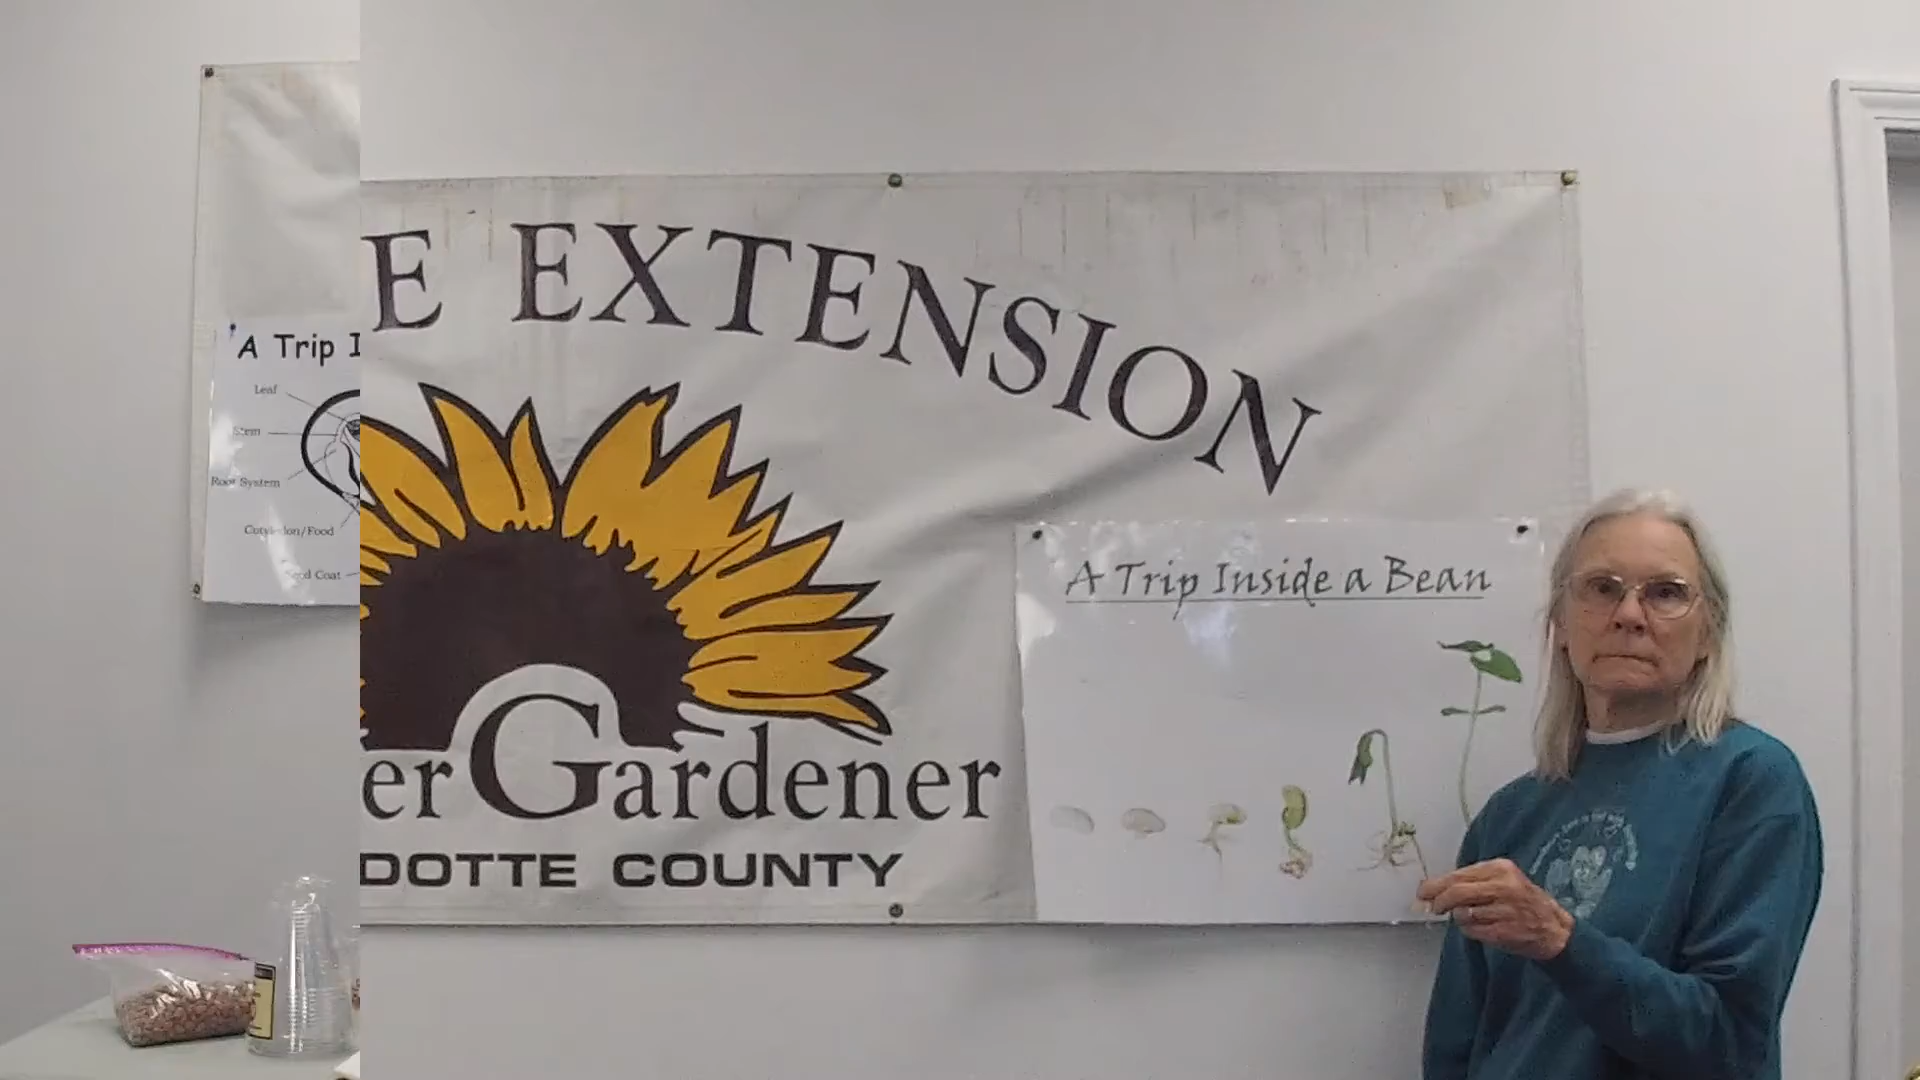 E EXTENSION
A Trip I
Leaf
Stem
Root System
Cotyledon/Food
Seed Coat
A Trip Inside a Bean
er Gardener
DOTTE COUNTY